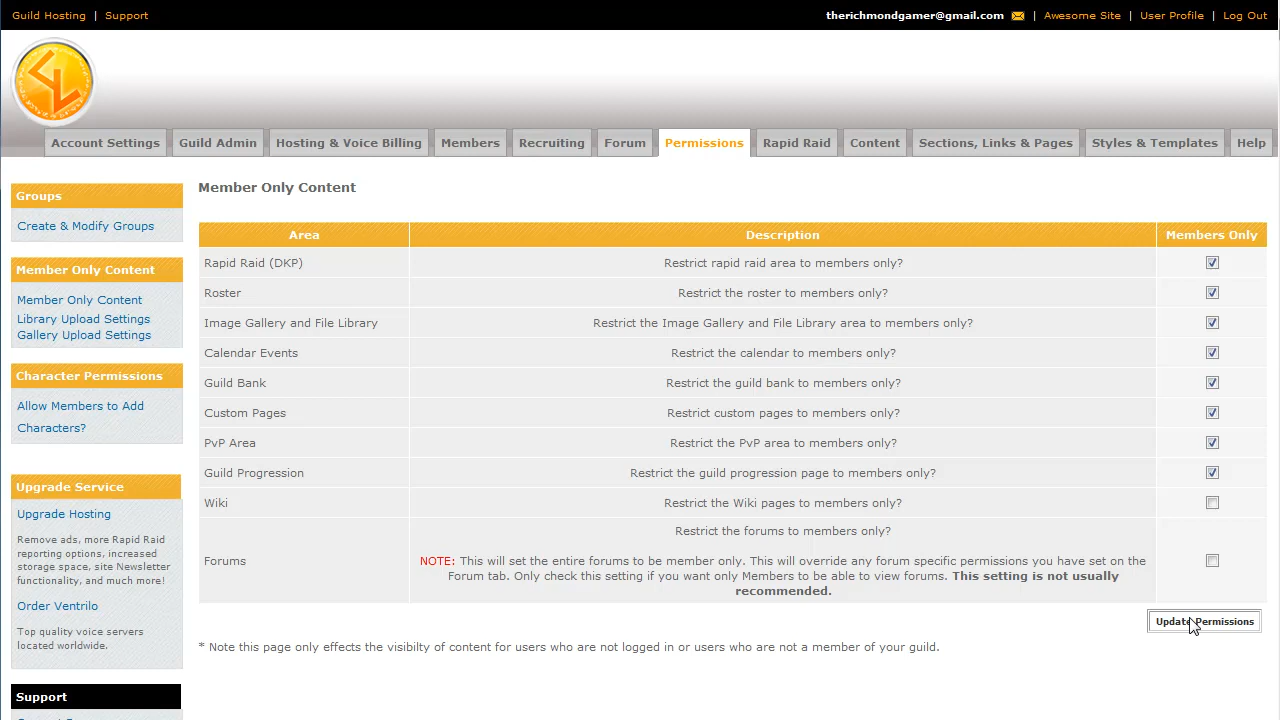 Guild Hosting | Support
therichmondgamer@gmail.com | Awesome Site | User Profile | Log Out
Account Settings
Guild Admin
Hosting & Voice Billing
Members
Recruiting
Forum
Permissions
Rapid Raid
Content
Sections, Links & Pages
Styles & Templates
Help
Groups
Create & Modify Groups
Member Only Content
Member Only Content
Library Upload Settings
Gallery Upload Settings
Character Permissions
Allow Members to Add
Characters?
Upgrade Service
Upgrade Hosting
Remove ads, more Rapid Raid
reporting options, increased
storage space, site Newsletter
functionality, and much more!
Order Ventrilo
Top quality voice servers
located worldwide.
Support
Member Only Content
Area Description Members Only
Rapid Raid (DKP) Restrict rapid raid area to members only?
Roster Restrict the roster to members only?
Image Gallery and File Library Restrict the Image Gallery and File Library area to members only?
Calendar Events Restrict the calendar to members only?
Guild Bank Restrict the guild bank to members only?
Custom Pages Restrict custom pages to members only?
PvP Area Restrict the PvP area to members only?
Guild Progression Restrict the guild progression page to members only?
Wiki Restrict the Wiki pages to members only?
Forums
Restrict the forums to members only?
NOTE: This will set the entire forums to be member only. This will override any forum specific permissions you have set on the
Forum tab. Only check this setting if you want only Members to be able to view forums. This setting is not usually
recommended.
Update Permissions
* Note this page only effects the visibilty of content for users who are not logged in or users who are not a member of your guild.